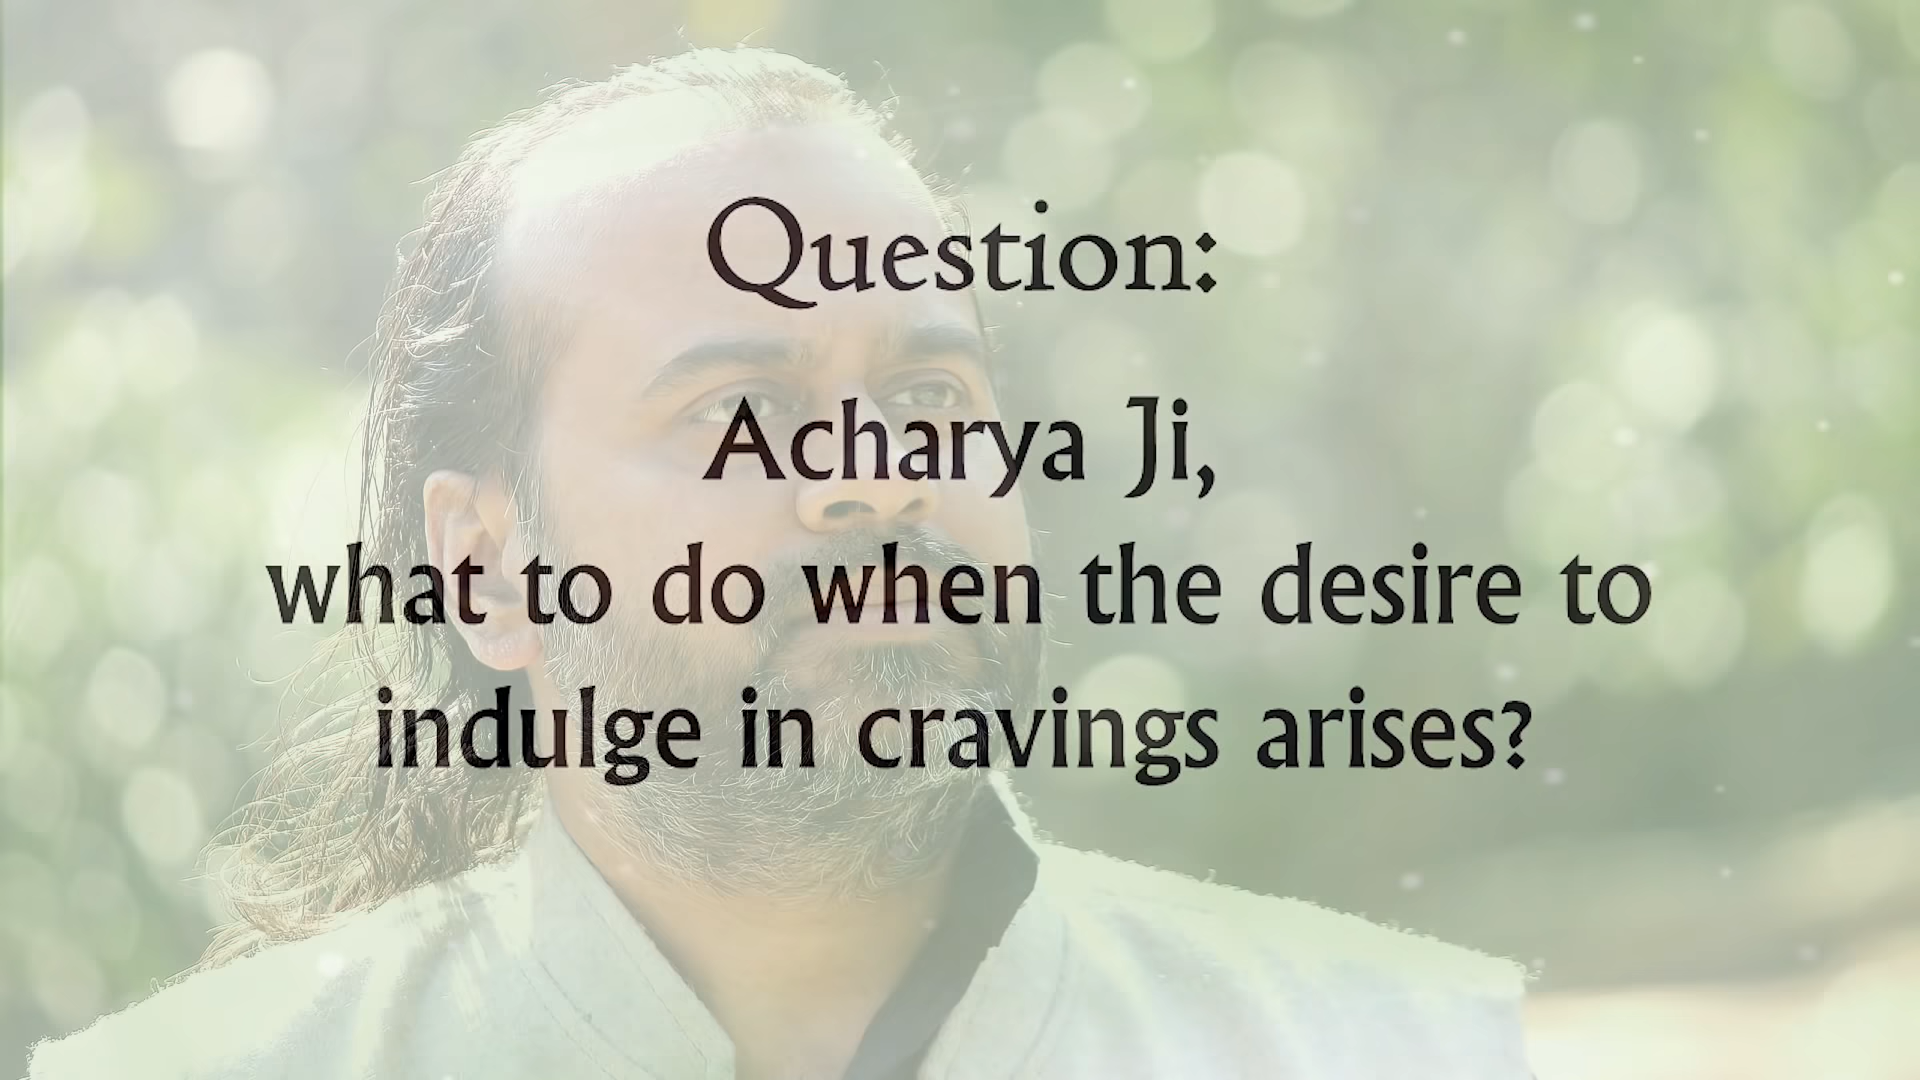 Question:
Acharya Ji,
what to do when the desire to
indulge in cravings arises?